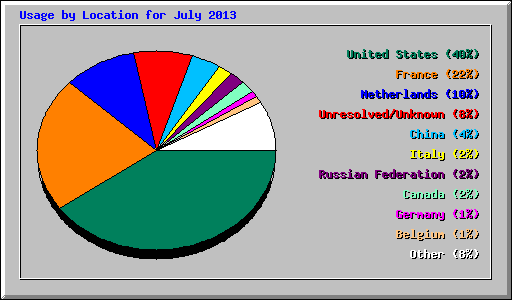 Usage by Location for July 2013
United States (40%)
France (22%)
Netherlands (10%)
Unresolved/Unknown (8%)
China (4%)
Italy (2%)
Russian Federation (2%)
Canada (2%)
Germany (1%)
Belgium (1%)
Other (8%)